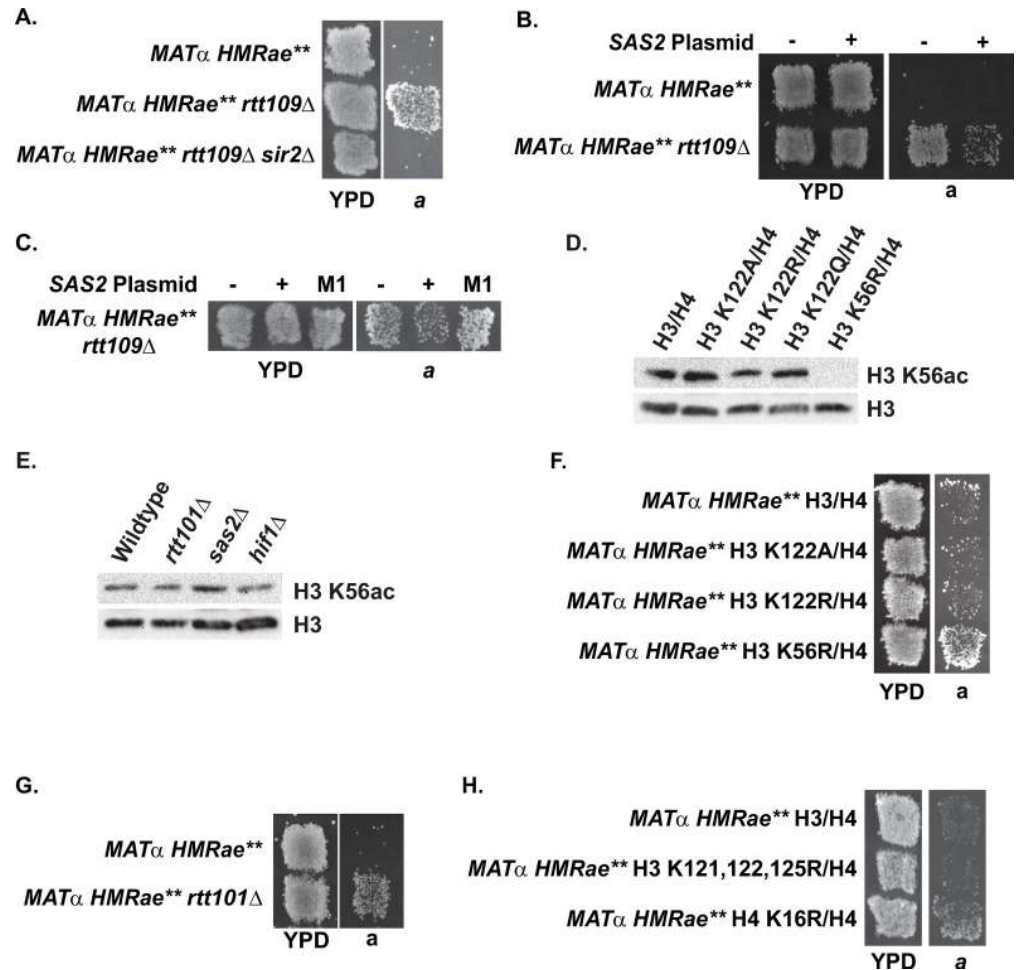 A.
MATα HMRae**
MATα HMRae** rtt109Δ
MATα HMRae** rtt109Δ sir2Δ
YPD a
B.
SAS2 Plasmid - + - +
MATα HMRae**
MATα HMRae** rtt109Δ
YPD a
C.
SAS2 Plasmid - + M1 - + M1
MATα HMRae**
rtt109Δ
YPD a
D.
H3/H4
H3 K122A/H4
H3 K122R/H4
H3 K122Q/H4
H3 K56R/H4
H3 K56ac
H3
E.
Wildtype
rtt101Δ
sas2Δ
hif1Δ
H3 K56ac
H3
F.
MATα HMRae** H3/H4
MATα HMRae** H3 K122A/H4
MATα HMRae** H3 K122R/H4
MATα HMRae** H3 K56R/H4
YPD a
G.
MATα HMRae**
MATα HMRae** rtt101Δ
YPD a
H.
MATα HMRae** H3/H4
MATα HMRae** H3 K121,122,125R/H4
MATα HMRae** H4 K16R/H4
YPD a